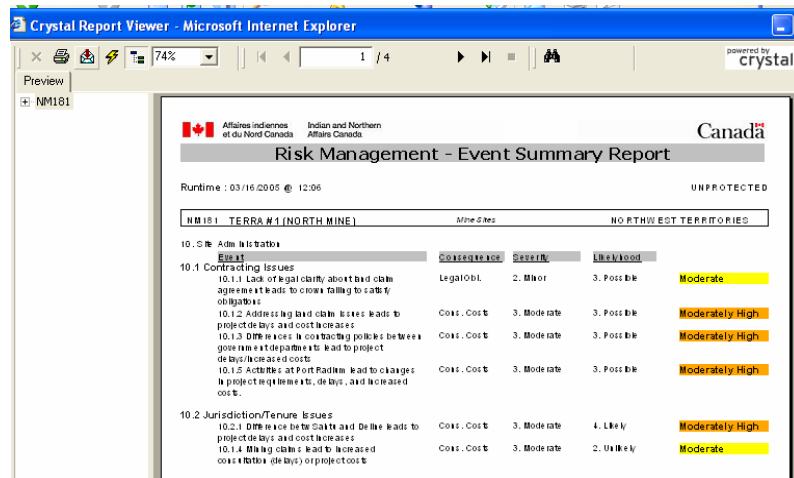 Crystal Report Viewer - Microsoft Internet Explorer
74% 1 / 4 powered by crystal
Preview
NM181
Affaires indiennes et du Nord Canada Indian and Northern Affairs Canada Canada
Risk Management - Event Summary Report
Runtime : 03/16/2005 @ 12:06 UNPROTECTED
NM181 TERRA #1 (NORTH MINE) Mine Sites NORTHWEST TERRITORIES
10. Site Administration
Event Consequence Severity Likelyhood
10.1 Contracting Issues
10.1.1 Lack of legal clarity about land claim Legal Obl. 2. Minor 3. Possible Moderate
agreement leads to crown failing to satisfy
obligations
10.1.2 Addressing land claim issues leads to Cons. Costs 3. Moderate 3. Possible Moderately High
project delays and cost increases
10.1.3 Differences in contracting policies between Cons. Costs 3. Moderate 3. Possible Moderately High
government departments lead to project
delays/increased costs
10.1.5 Activities at Port Radium lead to changes Cons. Costs 3. Moderate 3. Possible Moderately High
in project requirements, delays, and increased
costs.
10.2 Jurisdiction/Tenure Issues
10.2.1 Difference betw Sahtu and Deline leads to Cons. Costs 3. Moderate 4. Likely Moderately High
project delays and cost increases
10.1.4 Mining claims lead to increased Cons. Costs 3. Moderate 2. Unlikely Moderate
consultation (delays) or project costs